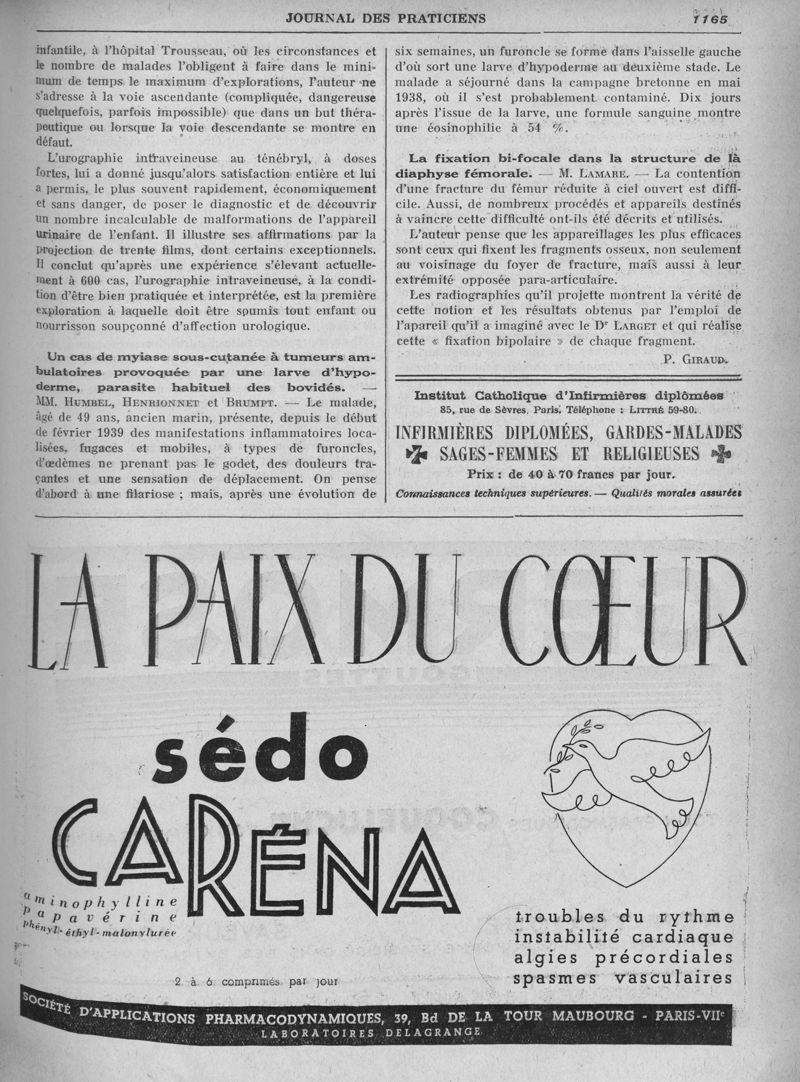 JOURNAL DES PRATICIENS
1165
infantile, à l'hôpital Trousseau, où les circonstances et
le nombre de malades l'obligent à faire dans le mini-
mum de temps le maximum d'explorations, l'auteur ne
s'adresse à la voie ascendante (compliquée, dangereuse
quelquefois, parfois impossible) que dans un but théra-
peutique ou lorsque la voie descendante se montre en
défaut.
L'urographie intraveineuse au ténébryl, à doses
fortes, lui a donné jusqu'alors satisfaction entière et lui
a permis, le plus souvent rapidement, économiquement
et sans danger, de poser le diagnostic et de découvrir
un nombre incalculable de malformations de l'appareil
urinaire de l'enfant. Il illustre ses affirmations par la
projection de trente films, dont certains exceptionnels.
Il conclut qu'après une expérience s'élevant actuelle-
ment à 600 cas, l'urographie intraveineuse, à la condi-
tion d'être bien pratiquée et interprétée, est la première
exploration à laquelle doit être soumis tout enfant ou
nourrisson soupçonné d'affection urologique.
Un cas de myiase sous-cutanée à tumeurs am-
bulatoires provoquée par une larve d'hypo-
derme, parasite habituel des bovidés. —
MM. HUMBEL, HENRIONNET et BRUMPT. — Le malade,
âgé de 49 ans, ancien marin, présente, depuis le début
de février 1939 des manifestations inflammatoires loca-
lisées, fugaces et mobiles, à types de furoncles,
d'œdèmes ne prenant pas le godet, des douleurs tra-
çantes et une sensation de déplacement. On pense
d'abord à une filariose ; mais, après une évolution de
six semaines, un furoncle se forme dans l'aisselle gauche
d'où sort une larve d'hypoderme au deuxième stade. Le
malade a séjourné dans la campagne bretonne en mai
1938, où il s'est probablement contaminé. Dix jours
après l'issue de la larve, une formule sanguine montre
une éosinophilie à 54 %.
La fixation bi-focale dans la structure de la
diaphyse fémorale. — M. LAMARE. — La contention
d'une fracture du fémur réduite à ciel ouvert est diffi-
cile. Aussi, de nombreux procédés et appareils destinés
à vaincre cette difficulté ont-ils été décrits et utilisés.
L'auteur pense que les appareillages les plus efficaces
sont ceux qui fixent les fragments osseux, non seulement
au voisinage du foyer de fracture, mais aussi à leur
extrémité opposée para-articulaire.
Les radiographies qu'il projette montrent la vérité de
cette notion et les résultats obtenus par l'emploi de
l'apareil qu'il a imaginé avec le Dr LARGET et qui réalise
cette « fixation bipolaire » de chaque fragment.
P. GIRAUD.
Institut Catholique d'Infirmières diplômées
85, rue de Sèvres, Paris. Téléphone : LITTRÉ 59-80.
INFIRMIÈRES DIPLOMÉES, GARDES-MALADES
SAGES-FEMMES ET RELIGIEUSES
Prix : de 40 à 70 francs par jour.
Connaissances techniques supérieures. — Qualités morales assurées
LA PAIX DU CŒUR
sédo
CARÉNA
aminophylline
papavérine
phényl-éthyl-malonylurée
2 à 6 comprimés par jour
troubles du rythme
instabilité cardiaque
algies précordiales
spasmes vasculaires
SOCIÉTÉ D'APPLICATIONS PHARMACODYNAMIQUES, 39, Bd DE LA TOUR MAUBOURG - PARIS-VIIe
LABORATOIRES DELAGRANGE